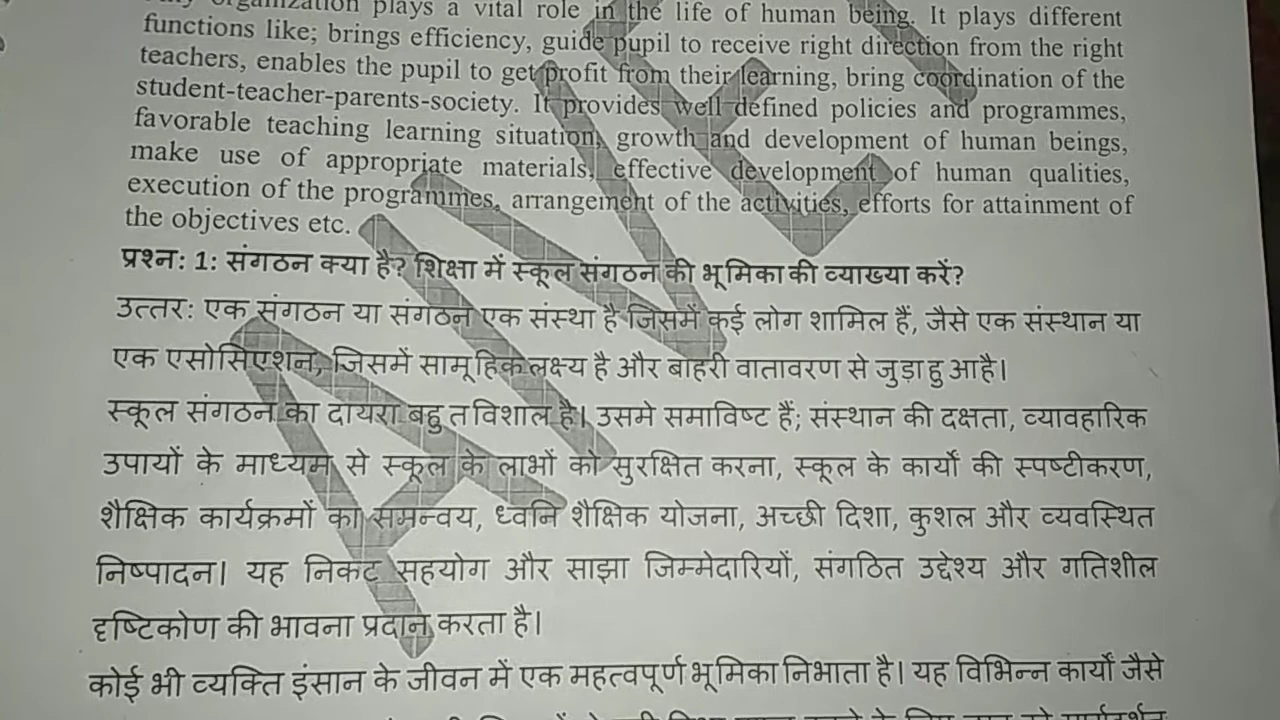 organization plays a vital role in the life of human being. It plays different
functions like; brings efficiency, guide pupil to receive right direction from the right
teachers, enables the pupil to get profit from their learning, bring coordination of the
student-teacher-parents-society. It provides well defined policies and programmes,
favorable teaching learning situation, growth and development of human beings,
make use of appropriate materials, effective development of human qualities,
execution of the programmes, arrangement of the activities, efforts for attainment of
the objectives etc.
प्रश्न: 1: संगठन क्या है? शिक्षा में स्कूल संगठन की भूमिका की व्याख्या करें?
उत्तर: एक संगठन या संगठन एक संस्था है जिसमें कई लोग शामिल हैं, जैसे एक संस्थान या
एक एसोसिएशन, जिसमें सामूहिक लक्ष्य है और बाहरी वातावरण से जुड़ा हु आ है।
स्कूल संगठन का दायरा बहु त विशाल है। उसमे समाविष्ट हैं; संस्थान की दक्षता, व्यावहारिक
उपायों के माध्यम से स्कूल के लाभों को सुरक्षित करना, स्कूल के कार्यों की स्पष्टीकरण,
शैक्षिक कार्यक्रमों का समन्वय, ध्वनि शैक्षिक योजना, अच्छी दिशा, कुशल और व्यवस्थित
निष्पादन। यह निकट सहयोग और साझा जिम्मेदारियों, संगठित उद्देश्य और गतिशील
दृष्टिकोण की भावना प्रदान करता है।
कोई भी व्यक्ति इंसान के जीवन में एक महत्वपूर्ण भूमिका निभाता है। यह विभिन्न कार्यों जैसे